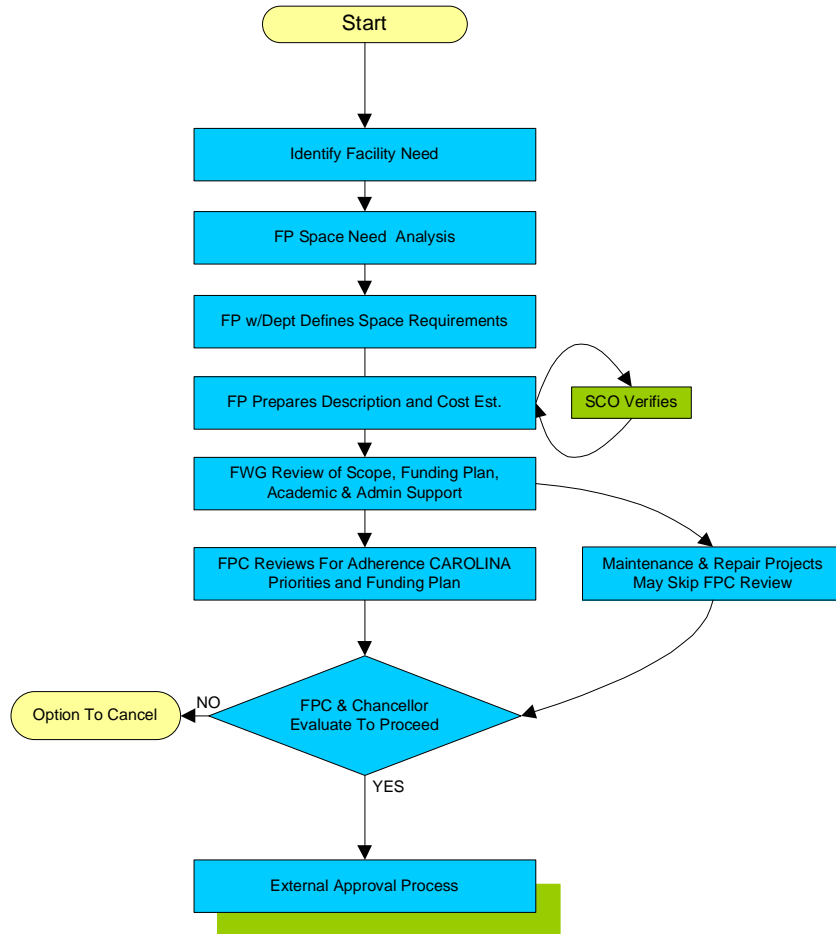 Start
Identify Facility Need
FP Space Need Analysis
FP w/Dept Defines Space Requirements
FP Prepares Description and Cost Est.
SCO Verifies
FWG Review of Scope, Funding Plan,
Academic & Admin Support
FPC Reviews For Adherence CAROLINA
Priorities and Funding Plan
Maintenance & Repair Projects
May Skip FPC Review
FPC & Chancellor
Evaluate To Proceed
NO
Option To Cancel
YES
External Approval Process